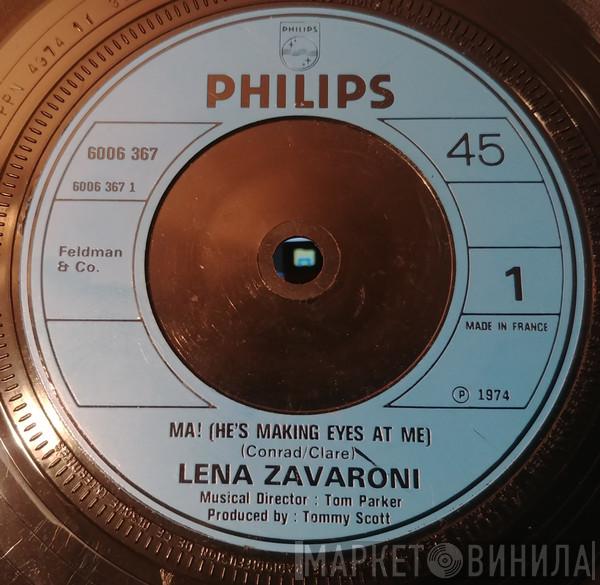 PHILIPS
PHILIPS
6006 367
6006 367 1
45
Feldman
& Co.
1
MADE IN FRANCE
℗ 1974
MA! (HE'S MAKING EYES AT ME)
(Conrad/Clare)
LENA ZAVARONI
Musical Director : Tom Parker
Produced by : Tommy Scott
МАРКЕТ ВИНИЛА